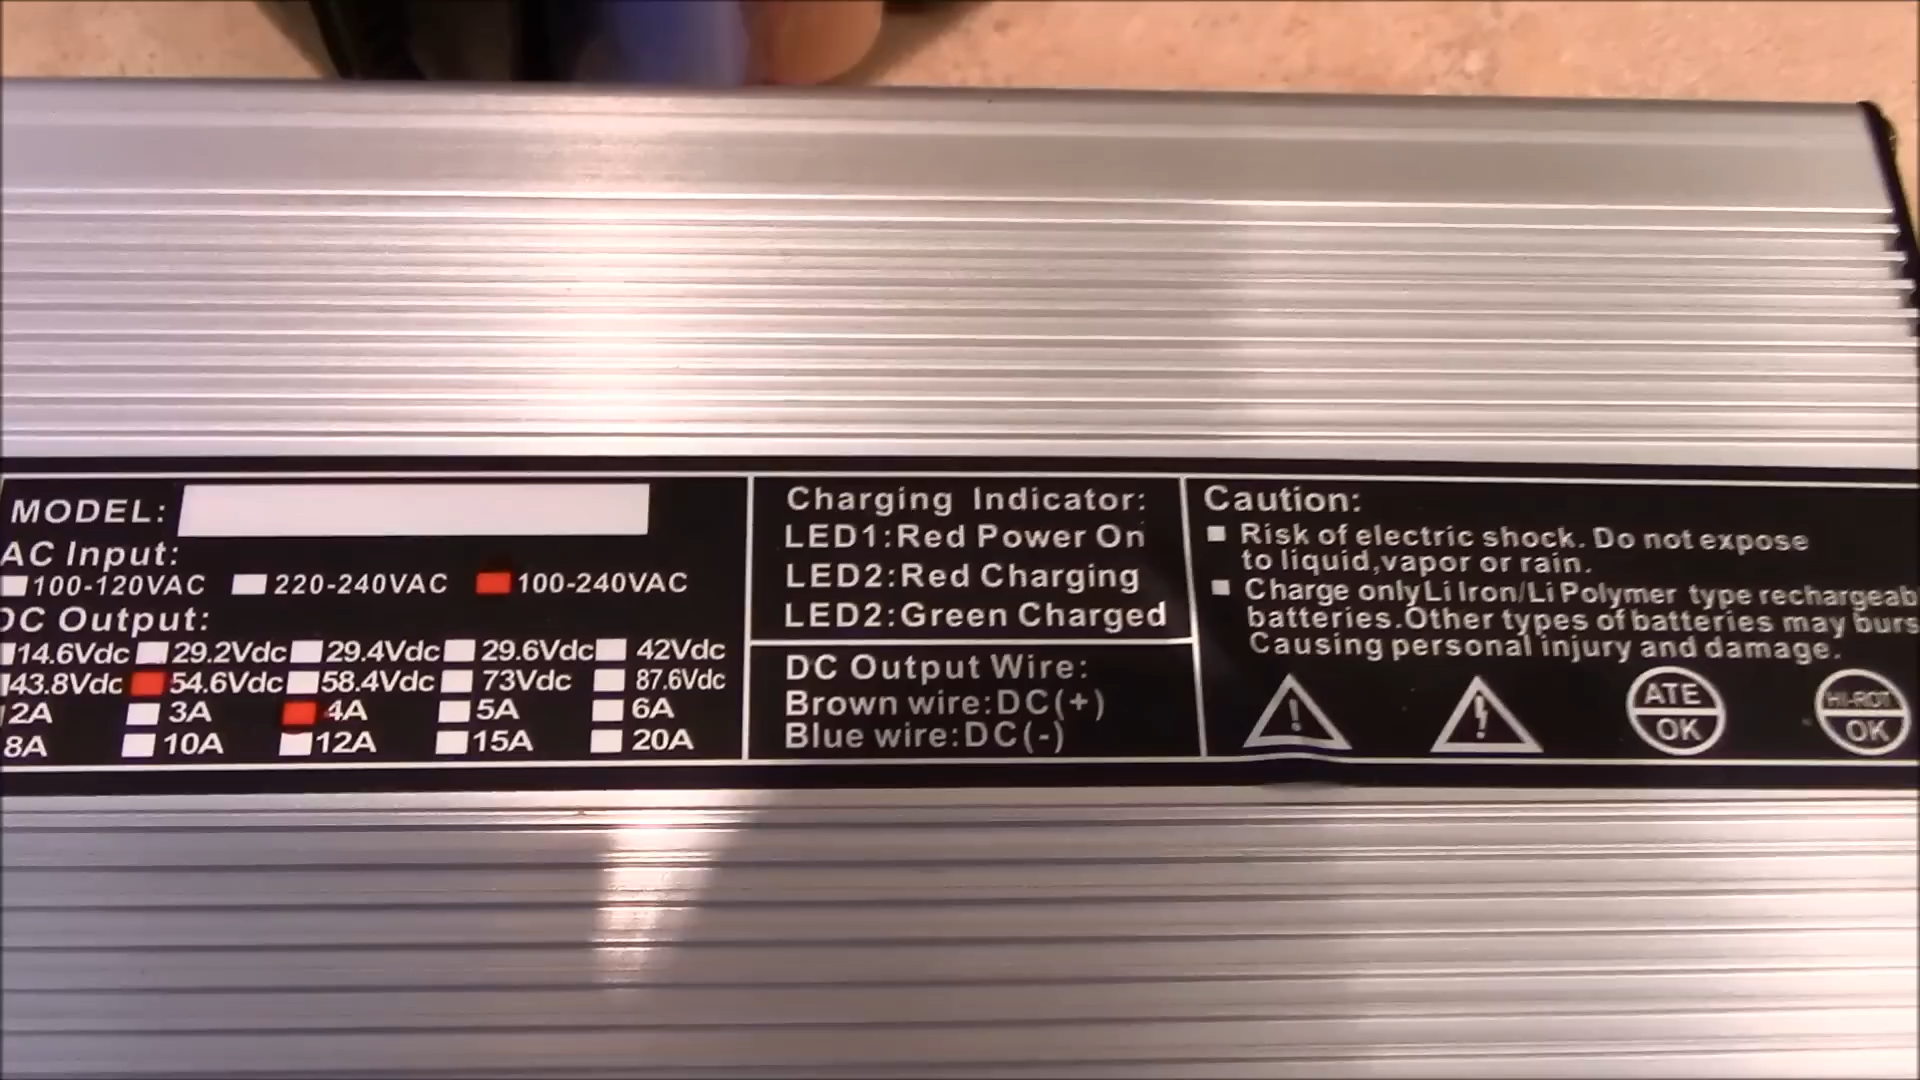 MODEL:
AC Input:
100-120VAC 220-240VAC 100-240VAC
DC Output:
14.6Vdc 29.2Vdc 29.4Vdc 29.6Vdc 42Vdc
43.8Vdc 54.6Vdc 58.4Vdc 73Vdc 87.6Vdc
2A 3A 4A 5A 6A
8A 10A 12A 15A 20A
Charging Indicator:
LED1:Red Power On
LED2:Red Charging
LED2:Green Charged
DC Output Wire:
Brown wire:DC(+)
Blue wire:DC(-)
Caution:
Risk of electric shock. Do not expose
to liquid,vapor or rain.
Charge only Li Iron/Li Polymer type rechargeab
batteries.Other types of batteries may burs
Causing personal injury and damage.
ATE
OK
HI-POT
OK